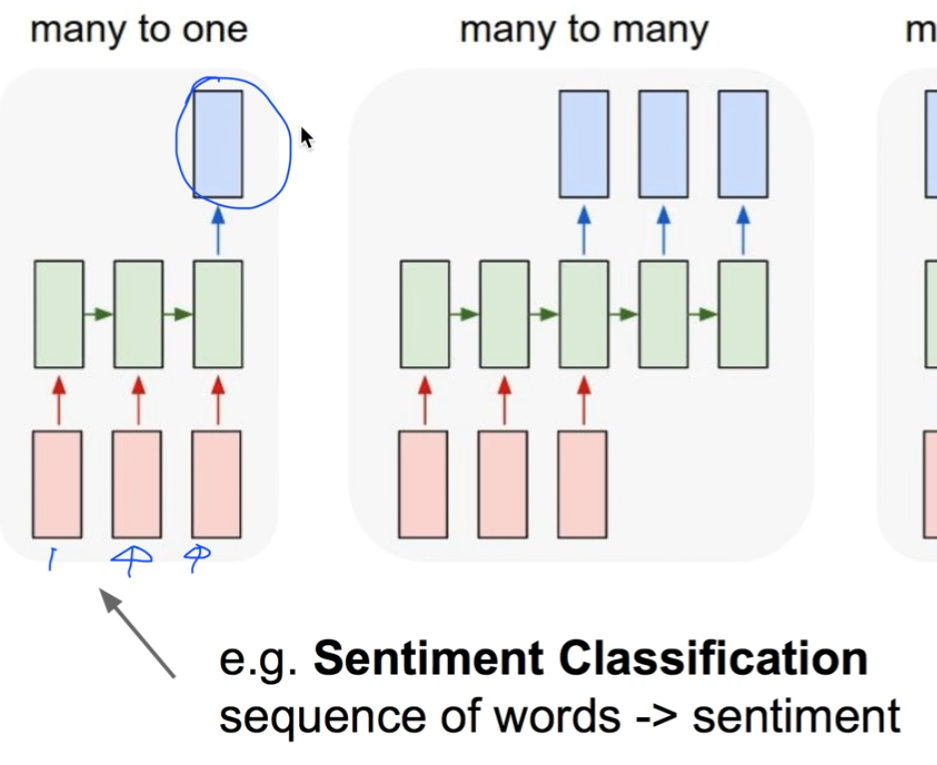 many to one
many to many
m
e.g. Sentiment Classification
sequence of words -> sentiment